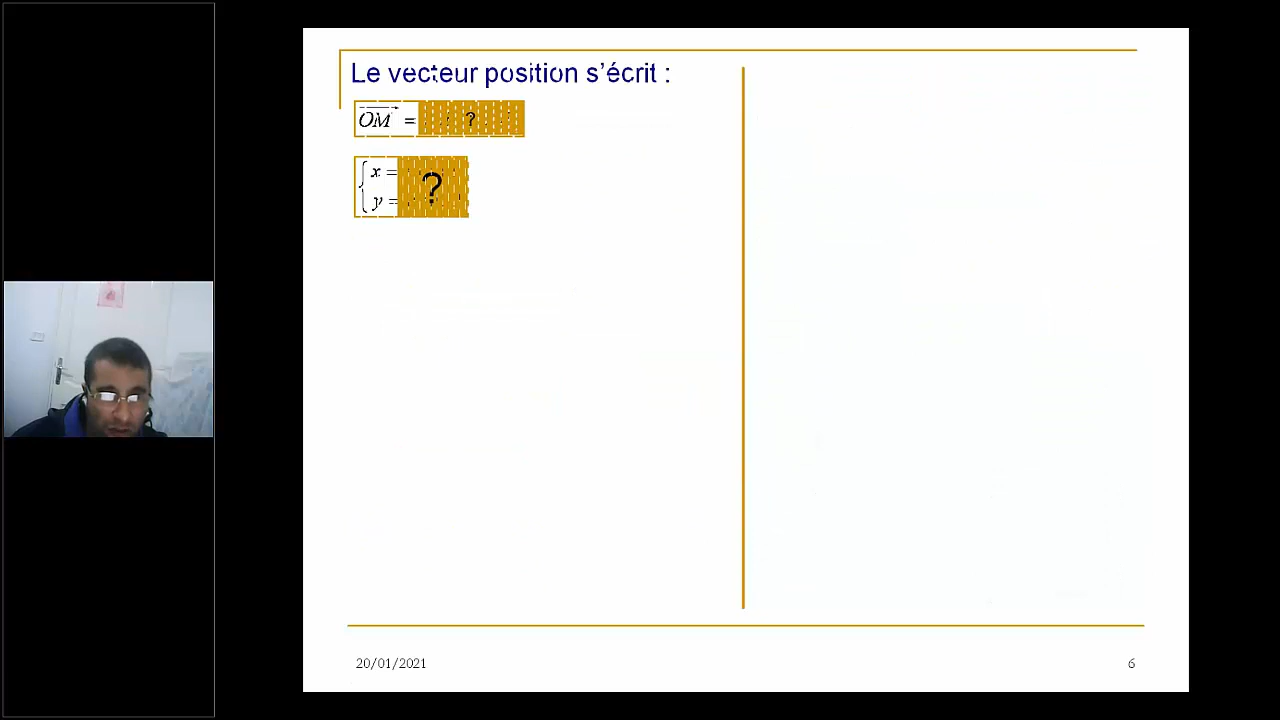 Le vecteur position s'écrit :
OM = ?
x =
y = ?
20/01/2021
6